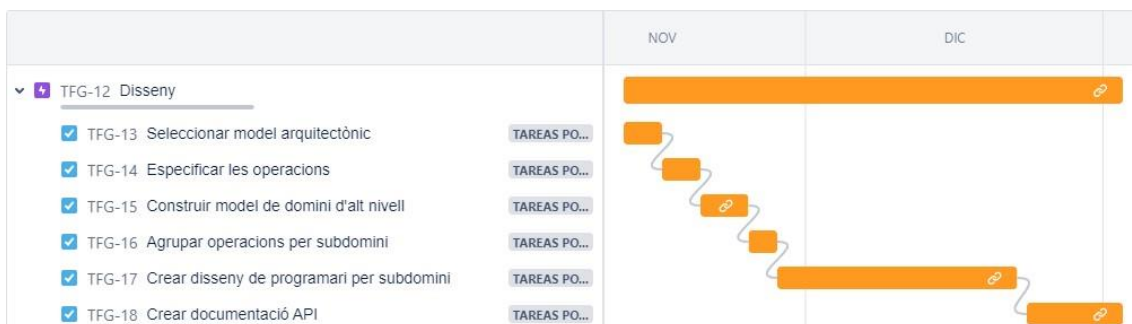 NOV DIC
TFG-12 Disseny
TFG-13 Seleccionar model arquitectònic TAREAS PO...
TFG-14 Especificar les operacions TAREAS PO...
TFG-15 Construir model de domini d'alt nivell TAREAS PO...
TFG-16 Agrupar operacions per subdomini TAREAS PO...
TFG-17 Crear disseny de programari per subdomini TAREAS PO...
TFG-18 Crear documentació API TAREAS PO...